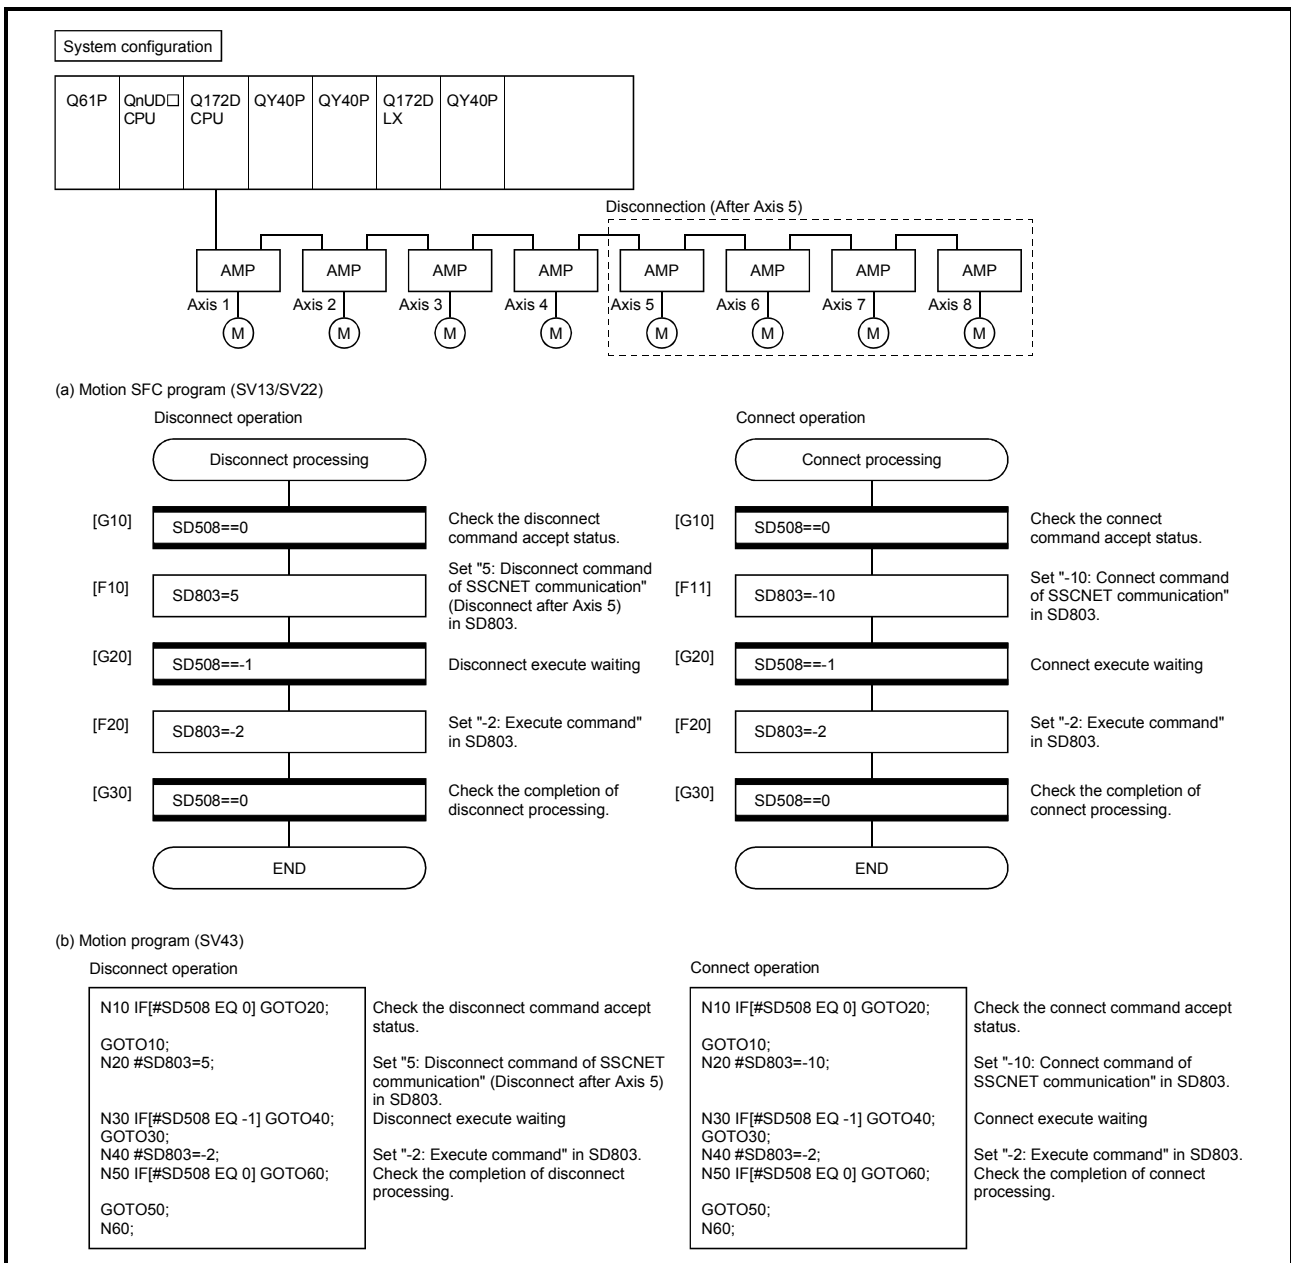 System configuration
Q61P
QnUD□
CPU
Q172D
CPU
QY40P
QY40P
Q172D
LX
QY40P
Disconnection (After Axis 5)
AMP
AMP
AMP
AMP
AMP
AMP
AMP
AMP
Axis 1
Axis 2
Axis 3
Axis 4
Axis 5
Axis 6
Axis 7
Axis 8
M
M
M
M
M
M
M
M
(a) Motion SFC program (SV13/SV22)
Disconnect operation
Disconnect processing
[G10]
SD508==0
Check the disconnect
command accept status.
[F10]
SD803=5
Set "5: Disconnect command
of SSCNET communication"
(Disconnect after Axis 5)
in SD803.
[G20]
SD508==-1
Disconnect execute waiting
[F20]
SD803=-2
Set "-2: Execute command"
in SD803.
[G30]
SD508==0
Check the completion of
disconnect processing.
END
Connect operation
Connect processing
[G10]
SD508==0
Check the connect
command accept status.
[F11]
SD803=-10
Set "-10: Connect command
of SSCNET communication"
in SD803.
[G20]
SD508==-1
Connect execute waiting
[F20]
SD803=-2
Set "-2: Execute command"
in SD803.
[G30]
SD508==0
Check the completion of
connect processing.
END
(b) Motion program (SV43)
Disconnect operation
N10 IF[#SD508 EQ 0] GOTO20;
GOTO10;
N20 #SD803=5;
N30 IF[#SD508 EQ -1] GOTO40;
GOTO30;
N40 #SD803=-2;
N50 IF[#SD508 EQ 0] GOTO60;
GOTO50;
N60;
Check the disconnect command accept
status.
Set "5: Disconnect command of SSCNET
communication" (Disconnect after Axis 5)
in SD803.
Disconnect execute waiting
Set "-2: Execute command" in SD803.
Check the completion of disconnect
processing.
Connect operation
N10 IF[#SD508 EQ 0] GOTO20;
GOTO10;
N20 #SD803=-10;
N30 IF[#SD508 EQ -1] GOTO40;
GOTO30;
N40 #SD803=-2;
N50 IF[#SD508 EQ 0] GOTO60;
GOTO50;
N60;
Check the connect command accept
status.
Set "-10: Connect command of
SSCNET communication" in SD803.
Connect execute waiting
Set "-2: Execute command" in SD803.
Check the completion of connect
processing.